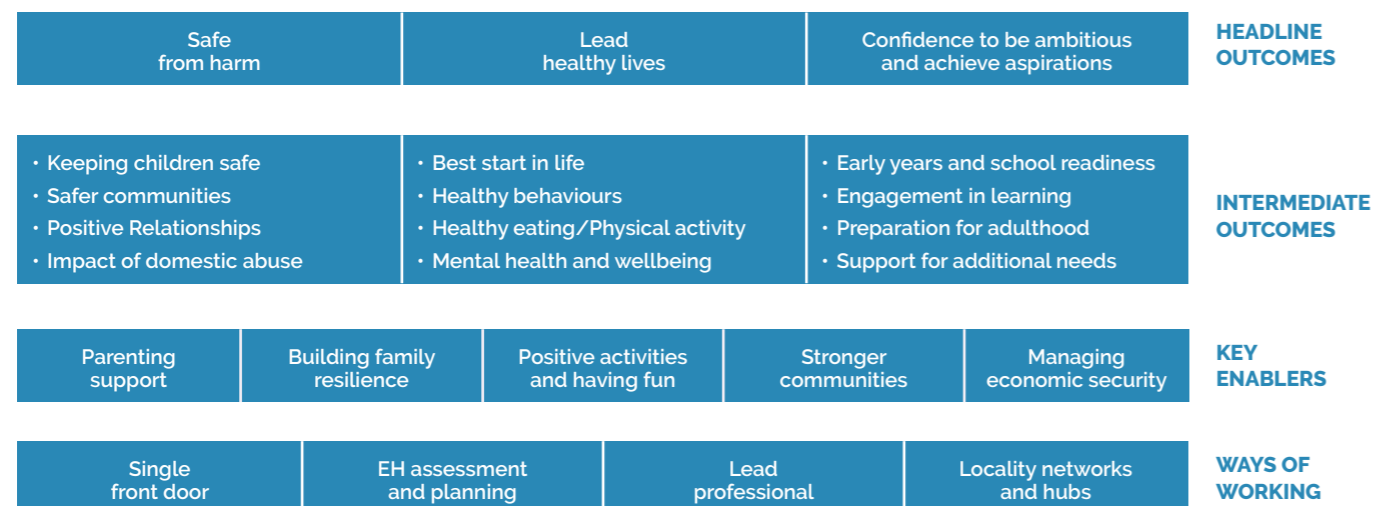 Safe
from harm
Lead
healthy lives
Confidence to be ambitious
and achieve aspirations
HEADLINE
OUTCOMES
• Keeping children safe
• Safer communities
• Positive Relationships
• Impact of domestic abuse
• Best start in life
• Healthy behaviours
• Healthy eating/Physical activity
• Mental health and wellbeing
• Early years and school readiness
• Engagement in learning
• Preparation for adulthood
• Support for additional needs
INTERMEDIATE
OUTCOMES
Parenting
support
Building family
resilience
Positive activities
and having fun
Stronger
communities
Managing
economic security
KEY
ENABLERS
Single
front door
EH assessment
and planning
Lead
professional
Locality networks
and hubs
WAYS OF
WORKING